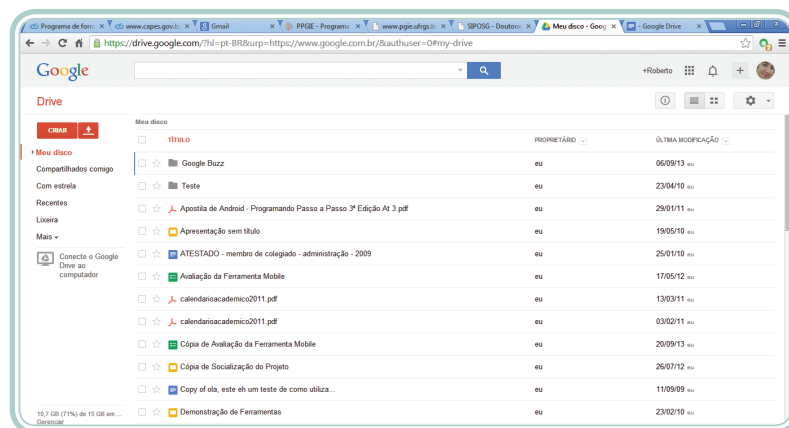 Programa de form
www.capes.gov.b
Gmail
PPGIE - Programa
www.pgie.ufrgs.b
SIPOSG - Doutora
Meu disco - Goog
- Google Drive
https://drive.google.com/?hl=pt-BR&urp=https://www.google.com.br/&authuser=0#my-drive
Google
+Roberto
Drive
CRIAR
Meu disco
Compartilhados comigo
Com estrela
Recentes
Lixeira
Mais
Conecte o Google
Drive ao
computador
10,7 GB (71%) de 15 GB em…
Gerenciar
Meu disco
TÍTULO PROPRIETÁRIO ÚLTIMA MODIFICAÇÃO
Google Buzz eu 06/09/13 eu
Teste eu 23/04/10 eu
Apostila de Android - Programando Passo a Passo 3ª Edição At 3.pdf eu 29/01/11 eu
Apresentação sem título eu 19/05/10 eu
ATESTADO - membro de colegiado - administração - 2009 eu 25/01/10 eu
Avaliação da Ferramenta Mobile eu 17/05/12 eu
calendarioacademico2011.pdf eu 13/03/11 eu
calendarioacademico2011.pdf eu 03/02/11 eu
Cópia de Avaliação da Ferramenta Mobile eu 20/09/13 eu
Cópia de Socialização do Projeto eu 26/07/12 eu
Copy of ola, este eh um teste de como utiliza... eu 11/09/09 eu
Demonstração de Ferramentas eu 23/02/10 eu